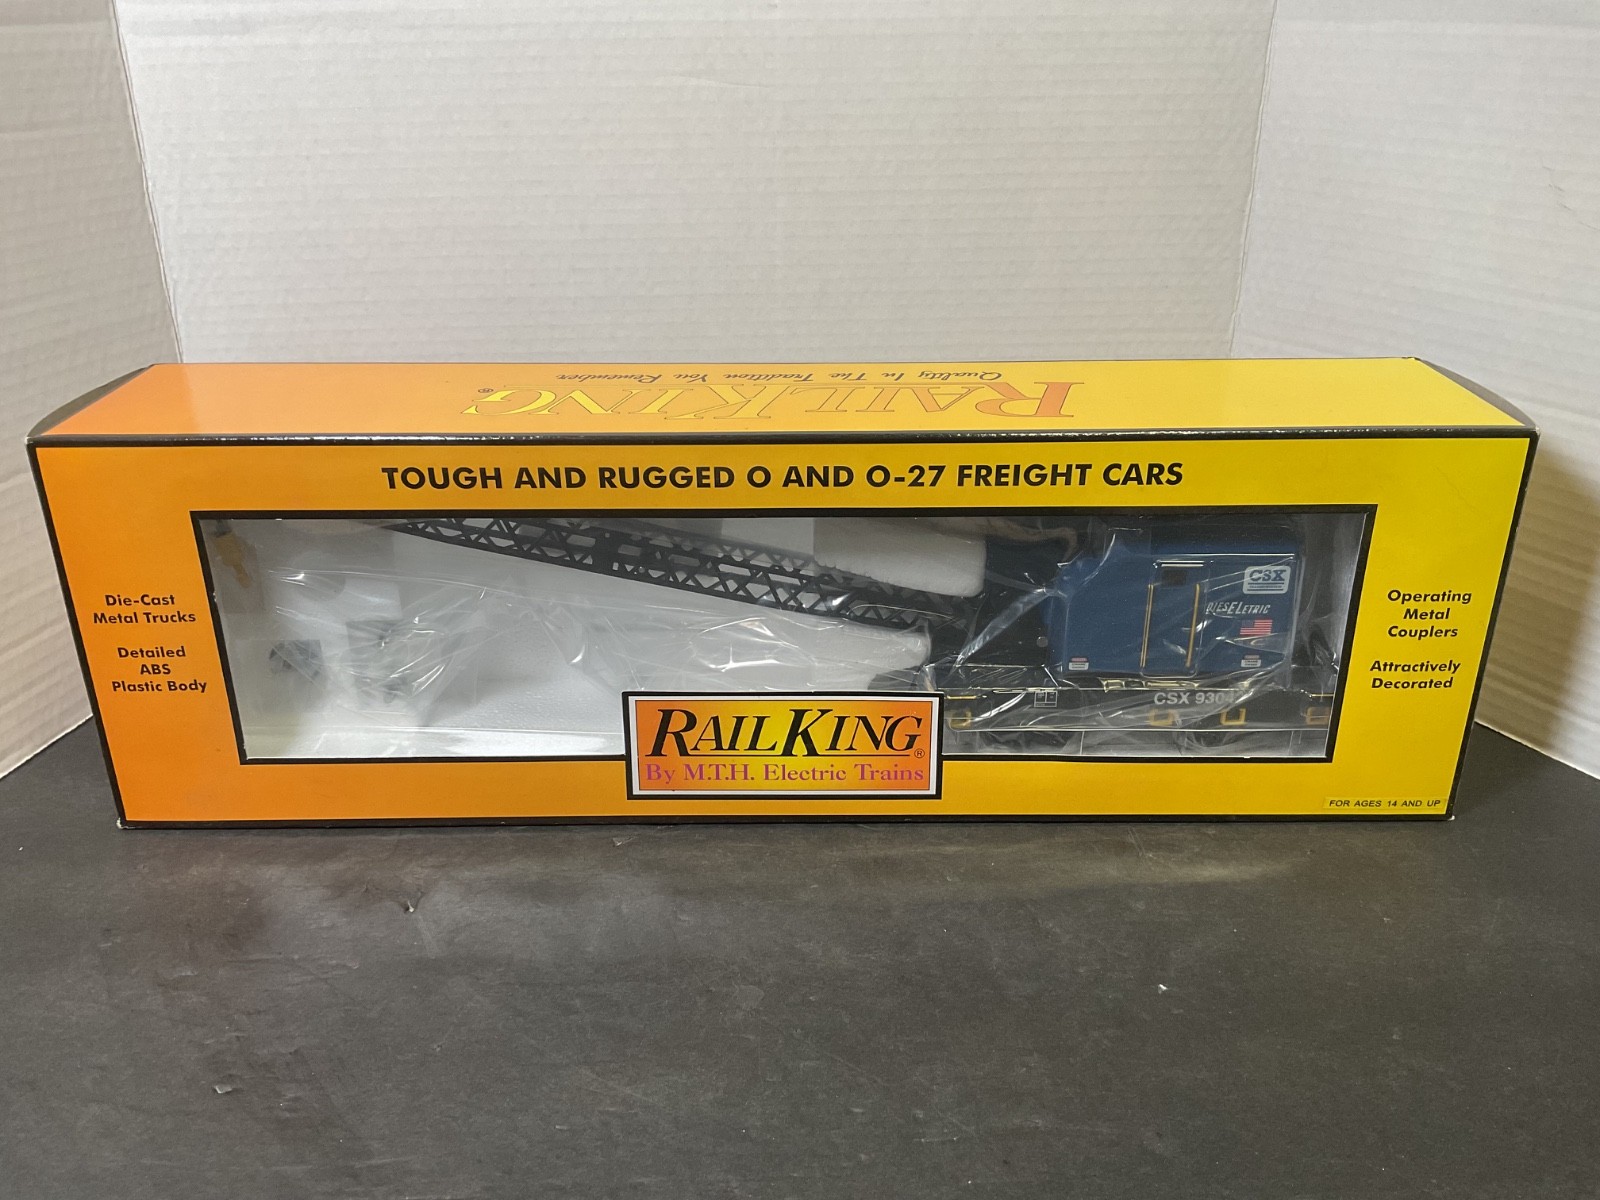 RAILKING®
Quality In The Tradition You Remember
TOUGH AND RUGGED O AND O-27 FREIGHT CARS
Die-Cast
Metal Trucks
Detailed
ABS
Plastic Body
CSX
DIESELETRIC
CSX 9304
Operating
Metal
Couplers
Attractively
Decorated
RAILKING®
By M.T.H. Electric Trains
FOR AGES 14 AND UP